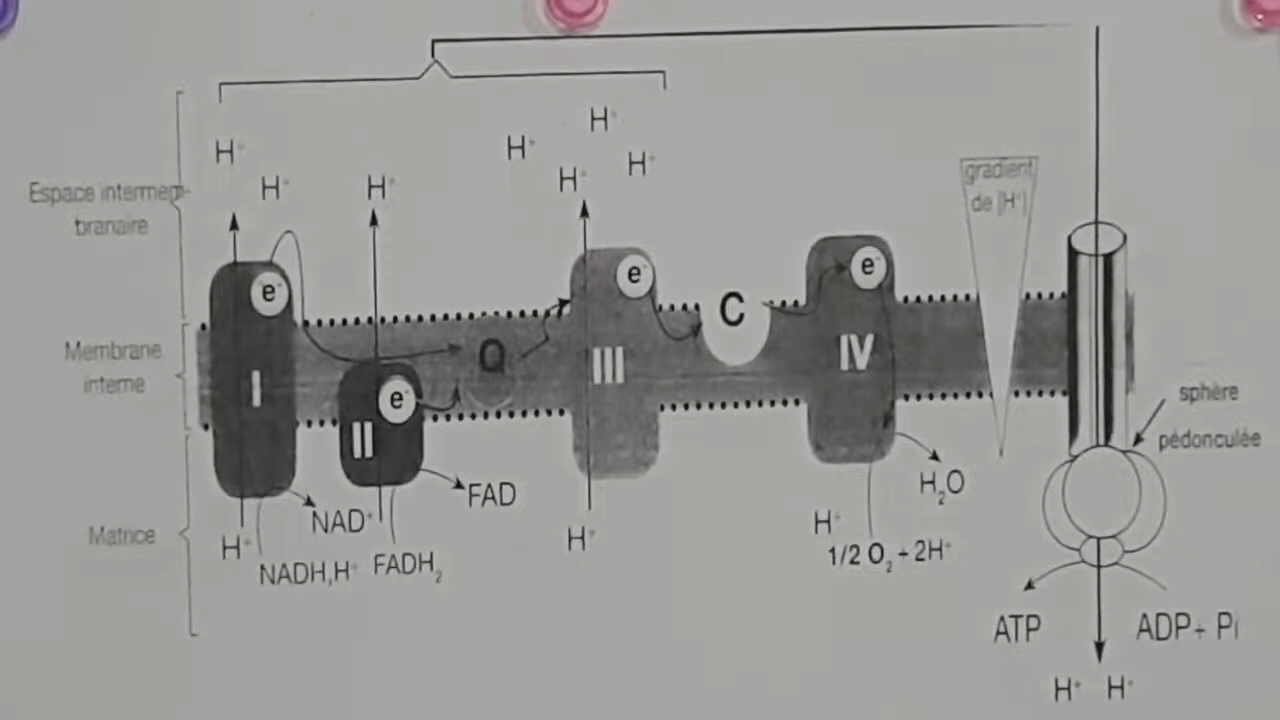 H⁺
H⁺
H⁺
H⁺
H⁺
H⁺
H⁺
gradient
de [H⁺]
Espace intermem-
branaire
e⁻
e⁻
e⁻
C
Membrane
interne
I
Q
III
IV
e⁻
II
sphère
pédonculée
Matrice
NAD⁺
FAD
H₂O
H⁺
NADH,H⁺
FADH₂
H⁺
H⁺
1/2 O₂ + 2H⁺
ATP
ADP+ Pi
H⁺ H⁺